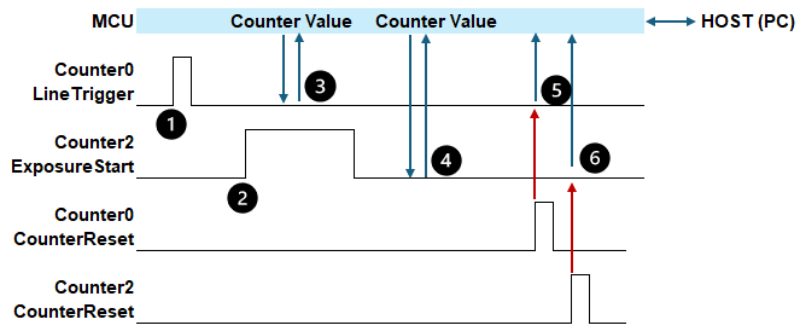 MCU Counter Value Counter Value HOST (PC)
Counter0
LineTrigger
1
3
5
Counter2
ExposureStart
2
4
6
Counter0
CounterReset
Counter2
CounterReset